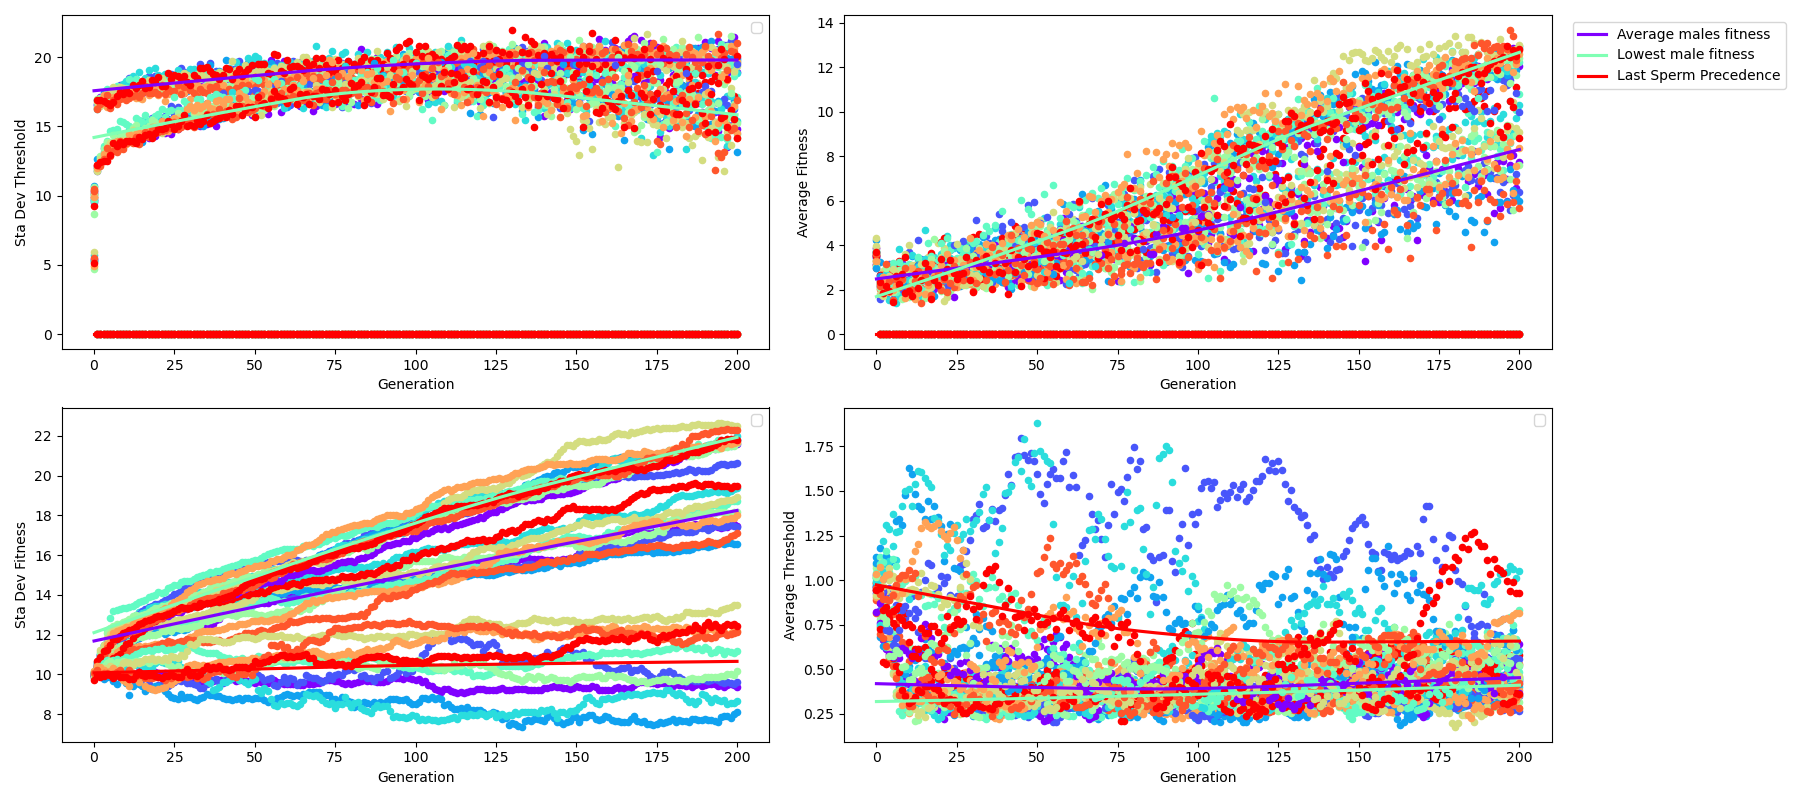 20
15
10
5
0
Sta Dev Threshold
0 25 50 75 100 125 150 175 200
Generation
14
12
10
8
6
4
2
0
Average Fitness
0 25 50 75 100 125 150 175 200
Generation
Average males fitness
Lowest male fitness
Last Sperm Precedence
22
20
18
16
14
12
10
8
Sta Dev Fitness
0 25 50 75 100 125 150 175 200
Generation
1.75
1.50
1.25
1.00
0.75
0.50
0.25
Average Threshold
0 25 50 75 100 125 150 175 200
Generation